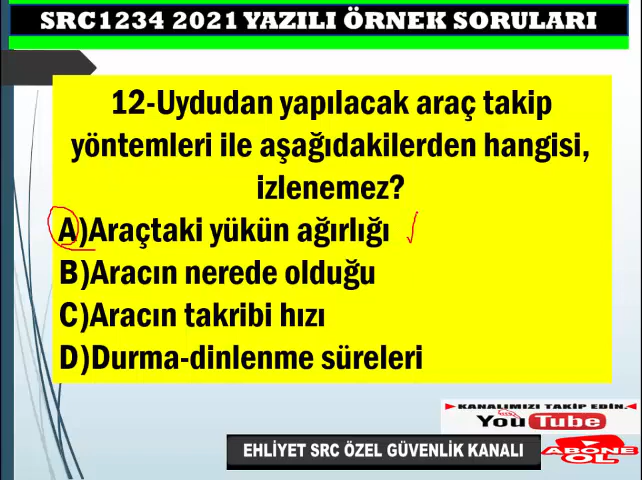 SRC1234 2021 YAZILI ÖRNEK SORULARI
12-Uydudan yapılacak araç takip
yöntemleri ile aşağıdakilerden hangisi,
izlenemez?
A)Araçtaki yükün ağırlığı
B)Aracın nerede olduğu
C)Aracın takribi hızı
D)Durma-dinlenme süreleri
KANALIMIZI TAKİP EDİN.
YouTube
EHLİYET SRC ÖZEL GÜVENLİK KANALI
ABONE
OL